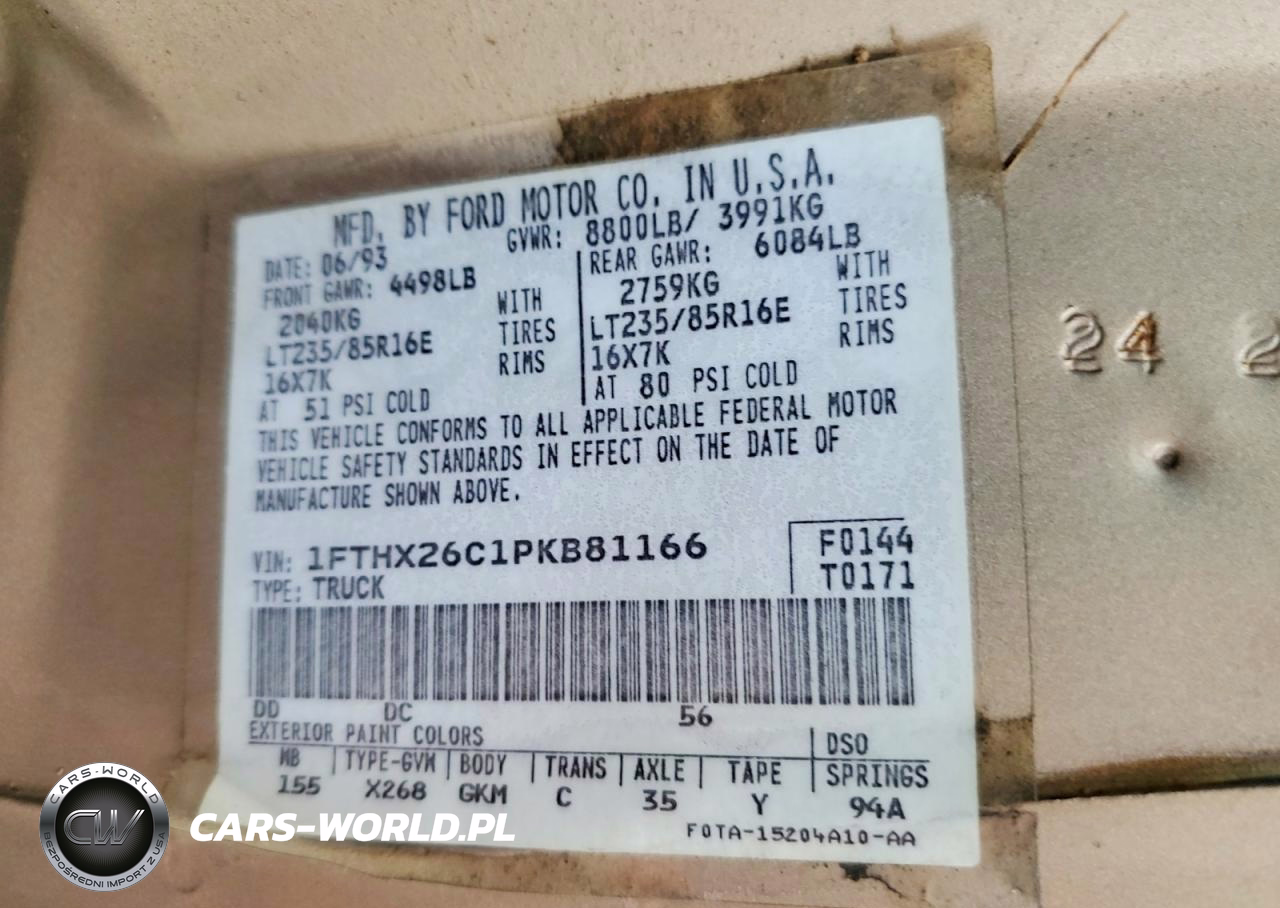 MFD. BY FORD MOTOR CO. IN U.S.A.
DATE: 06/93 GVWR: 8800LB/ 3991KG
FRONT GAWR: 4498LB REAR GAWR: 6084LB
2040KG WITH 2759KG WITH
LT235/85R16E TIRES LT235/85R16E TIRES
16X7K RIMS 16X7K RIMS
AT 51 PSI COLD AT 80 PSI COLD
THIS VEHICLE CONFORMS TO ALL APPLICABLE FEDERAL MOTOR
VEHICLE SAFETY STANDARDS IN EFFECT ON THE DATE OF
MANUFACTURE SHOWN ABOVE.
VIN: 1FTHX26C1PKB81166 F0144
TYPE: TRUCK T0171
DD DC 56
EXTERIOR PAINT COLORS DSO
WB TYPE-GVW BODY TRANS AXLE TAPE SPRINGS
155 X268 GKM C 35 Y 94A
F0TA-15204A10-AA
24 2
CARS-WORLD
CW
BEZPOŚREDNI IMPORT Z USA
CARS-WORLD.PL